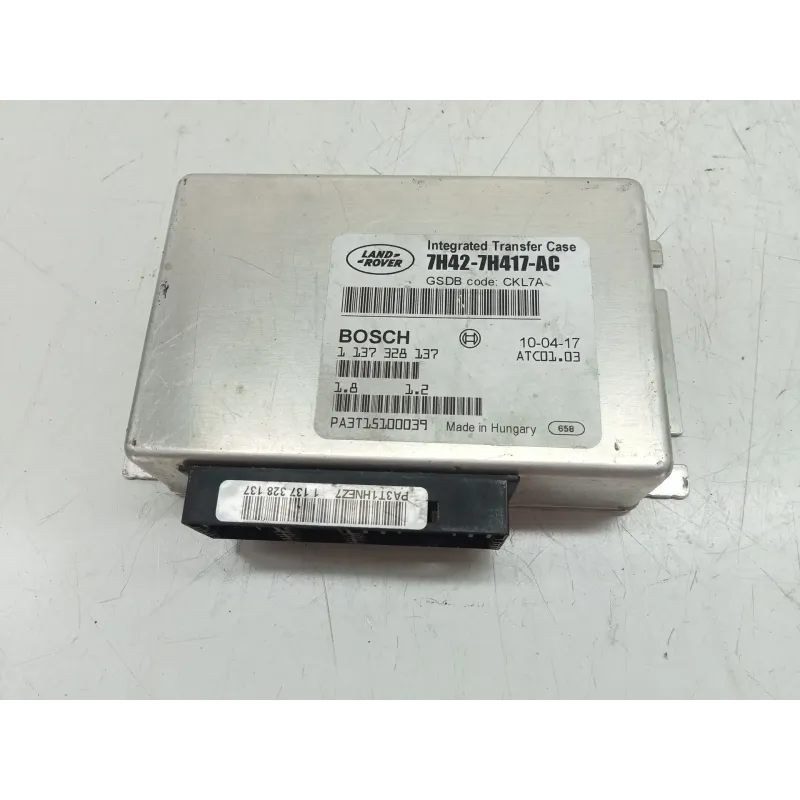 LAND-
-ROVER
Integrated Transfer Case
7H42-7H417-AC
GSDB code: CKL7A
BOSCH
10-04-17
1 137 328 137
ATC01.03
1.8 1.2
PA3T15100039
Made in Hungary
658
PA3T1HNEZ7 1 137 328 137